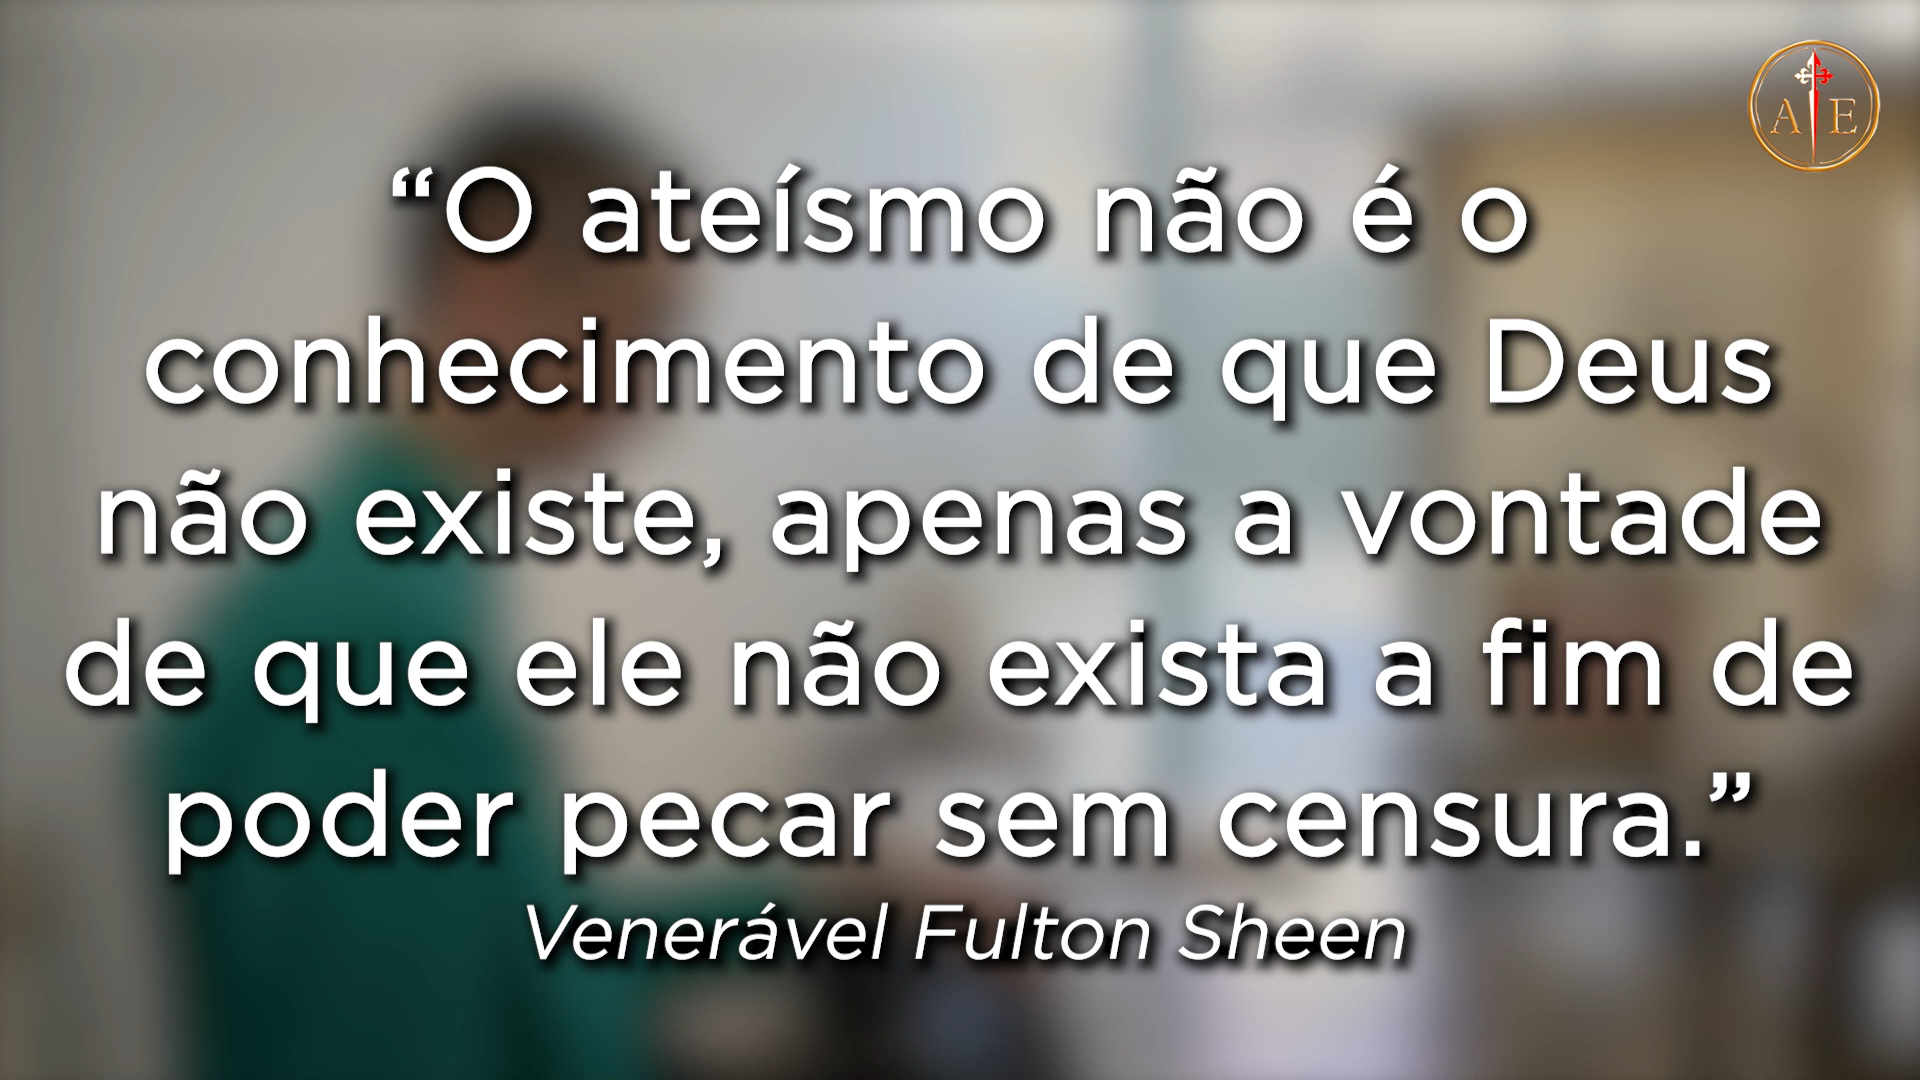 A E
“O ateísmo não é o
conhecimento de que Deus
não existe, apenas a vontade
de que ele não exista a fim de
poder pecar sem censura.”
Venerável Fulton Sheen